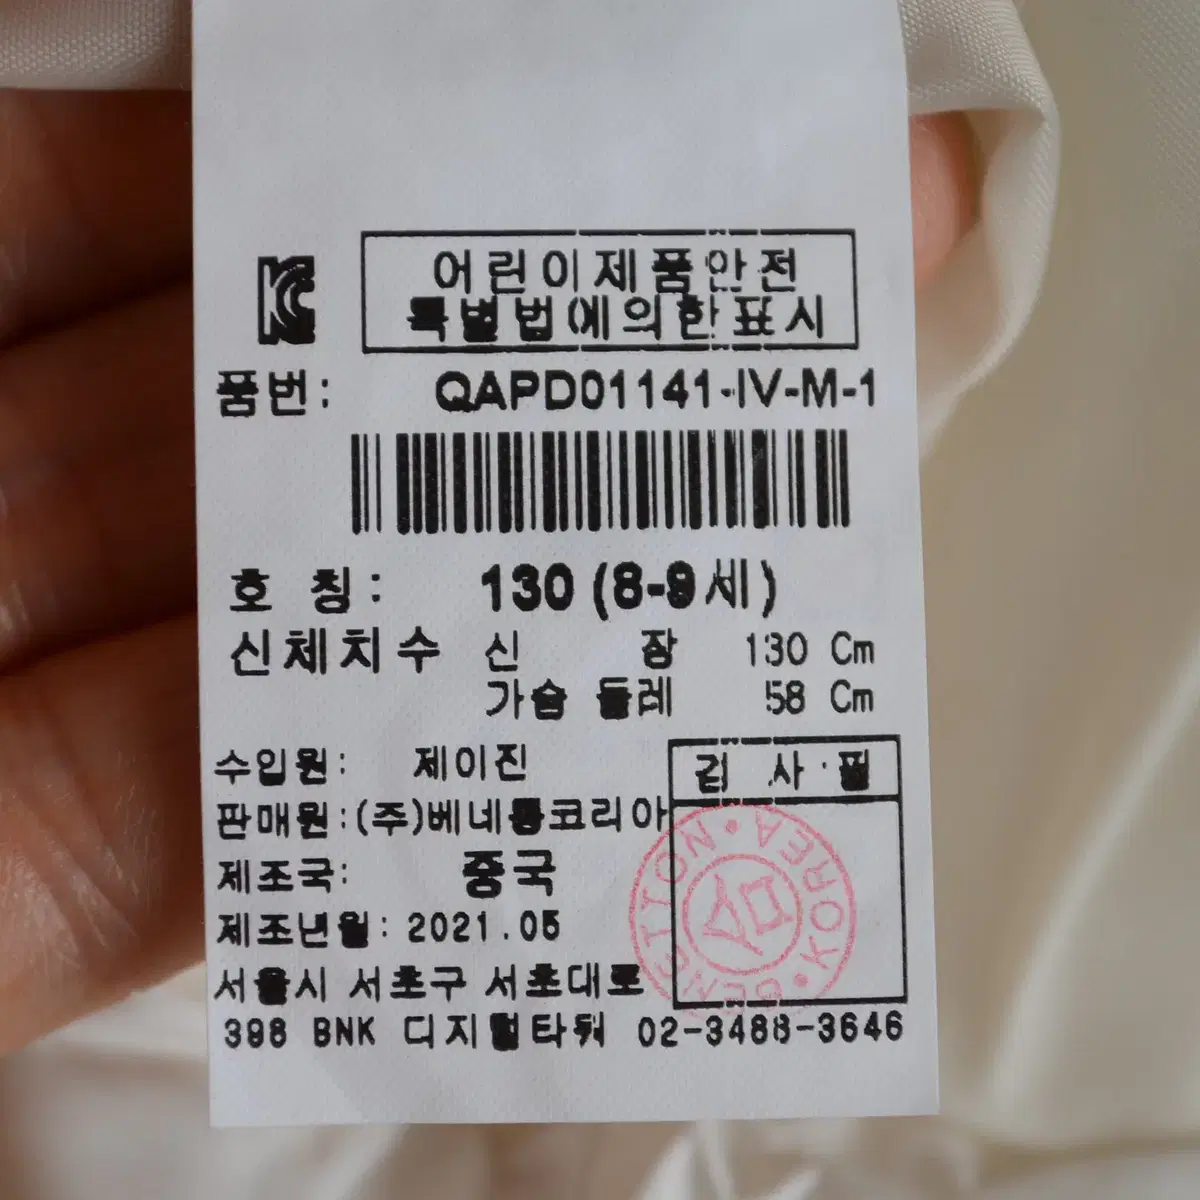 어린이제품안전
특별법에의한표시
품번: QAPD01141-IV-M-1
호 칭: 130 (8-9세)
신체치수 신 장 130 Cm
가슴 둘레 58 Cm
수입원: 제이진
검 사 필
판매원:(주)베네통코리아
제조국: 중국
BENETTON KOREA
제조년월: 2021.05
서울시 서초구 서초대로
398 BNK 디지털타워 02-3488-3646